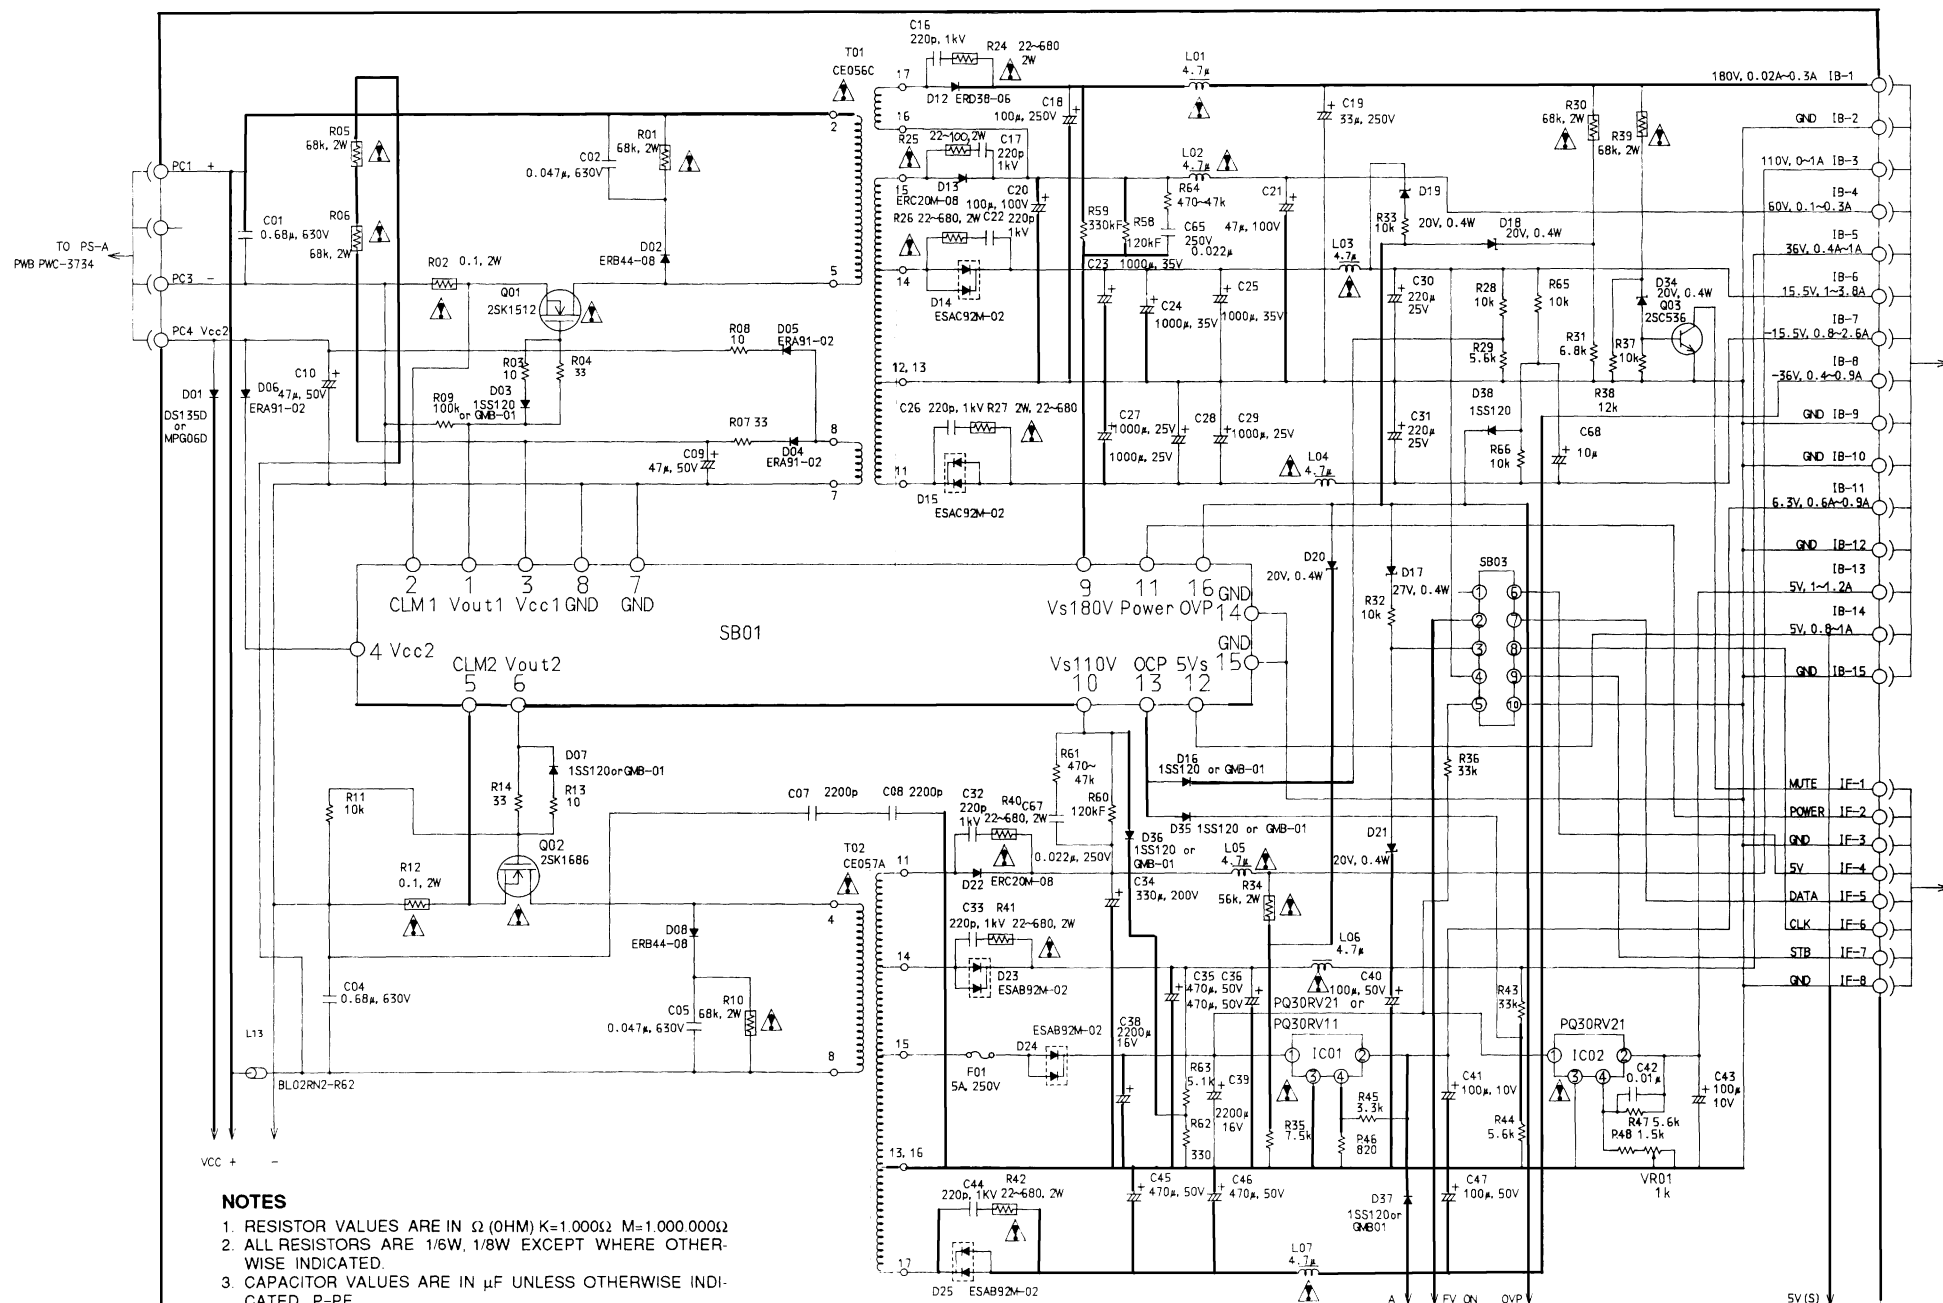 C16
220p, 1kV
R24 22~680
2W
T01
CE056C
L01
4.7μ
180V, 0.02A~0.3A IB-1
17
D12 ERD38-06
C18
100μ, 250V
C19
33μ, 250V
R30
68k, 2W
R39
68k, 2W
GND IB-2
R05
68k, 2W
R01
68k, 2W
C02
0.047μ, 630V
2
16
R25
22~100, 2W
C17
220p
1kV
L02
4.7μ
110V, 0~1A IB-3
PC1 +
15
D13
ERC20M-08
C20
100μ, 100V
R64
470~47k
C21
47μ, 100V
D19
20V, 0.4W
IB-4
60V, 0.1~0.3A
C01
0.68μ, 630V
R06
68k, 2W
R26 22~680, 2W
C22 220p
1kV
R59
330kF
R58
120kF
C65
250V
0.022μ
R33
10k
D18
20V, 0.4W
IB-5
36V, 0.4A~1A
TO PS-A
PWB PWC-3734
R02 0.1, 2W
D02
ERB44-08
5
14
D14
ESAC92M-02
C23 1000μ, 35V
L03
4.7μ
IB-6
15.5V, 1~3.8A
PC3 -
Q01
2SK1512
C24
1000μ, 35V
C25
1000μ, 35V
C30
220μ
25V
R28
10k
R65
10k
D34
20V, 0.4W
Q03
2SC536
IB-7
-15.5V, 0.8~2.6A
PC4 Vcc2
R08
10
D05
ERA91-02
R29
5.6k
R31
6.8k
R37
10k
IB-8
-36V, 0.4~0.9A
D01
DS135D
or
MPG06D
D06
ERA91-02
C10
47μ, 50V
R03
10
R04
33
D03
1SS120
or GMB-01
R09
100k
12, 13
D38
1SS120
R38
12k
GND IB-9
R07 33
D04
ERA91-02
8
C26 220p, 1kV R27 2W, 22~680
C27
1000μ, 25V
1000μ, 25V
C28
C29
1000μ, 25V
C31
220μ
25V
C68
10μ
GND IB-10
C09
47μ, 50V
7
11
D15
ESAC92M-02
L04
4.7μ
R66
10k
IB-11
6.3V, 0.6A~0.9A
2 1 3 8 7
CLM1 Vout1 Vcc1 GND GND
9 11 16
Vs180V Power OVP
GND
14
D20
20V, 0.4W
D17
27V, 0.4W
SB03
GND IB-12
IB-13
5V, 1~1.2A
SB01
R32
10k
1 6
2 7
3 8
4 9
5 10
IB-14
5V, 0.8~1A
4 Vcc2
CLM2 Vout2
5 6
Vs110V OCP 5Vs
10 13 12
GND
15
GND IB-15
D07
1SS120orGMB-01
R61
470~
47k
D16
1SS120 or GMB-01
R36
33k
R11
10k
R14
33
R13
10
C07 2200p
C08 2200p
C32
220p
1kV
R40
22~680, 2W
C67
0.022μ, 250V
R60
120kF
D35 1SS120 or GMB-01
D36
1SS120 or
GMB-01
D21
20V, 0.4W
MUTE IF-1
POWER IF-2
GND IF-3
5V IF-4
DATA IF-5
CLK IF-6
STB IF-7
GND IF-8
Q02
2SK1686
R12
0.1, 2W
T02
CE057A
11
D22 ERC20M-08
C34
330μ, 200V
L05
4.7μ
R34
56k, 2W
4
C33
220p, 1kV
R41
22~680, 2W
D08
ERB44-08
L06
4.7μ
14
D23
ESAB92M-02
C35
470μ, 50V
C36
470μ, 50V
C40
100μ, 50V
R43
33k
C04
0.68μ, 630V
C05
0.047μ, 630V
R10
68k, 2W
PQ30RV21 or
PQ30RV11
PQ30RV21
L13
BL02RN2-R62
8
15
F01
5A, 250V
ESAB92M-02
D24
C38
2200μ
16V
1 IC01 2
3 4
1 IC02 2
3 4
R63
5.1k
C39
2200μ
16V
R62
330
R35
7.5k
R45
3.3k
R46
820
C41
100μ, 10V
R44
5.6k
C42
0.01μ
R47 5.6k
R48 1.5k
C43
100μ
10V
VR01
1k
VCC + -
13, 16
C44
220p, 1KV
R42
22~680, 2W
C45
470μ, 50V
C46
470μ, 50V
D37
1SS120or
GMB01
C47
100μ, 50V
17
D25 ESAB92M-02
L07
4.7μ
A FV ON OVP 5V(S)
NOTES
1. RESISTOR VALUES ARE IN Ω (OHM) K=1.000Ω M=1.000.000Ω
2. ALL RESISTORS ARE 1/6W, 1/8W EXCEPT WHERE OTHER-
WISE INDICATED.
3. CAPACITOR VALUES ARE IN μF UNLESS OTHERWISE INDI-
CATED. P=PF